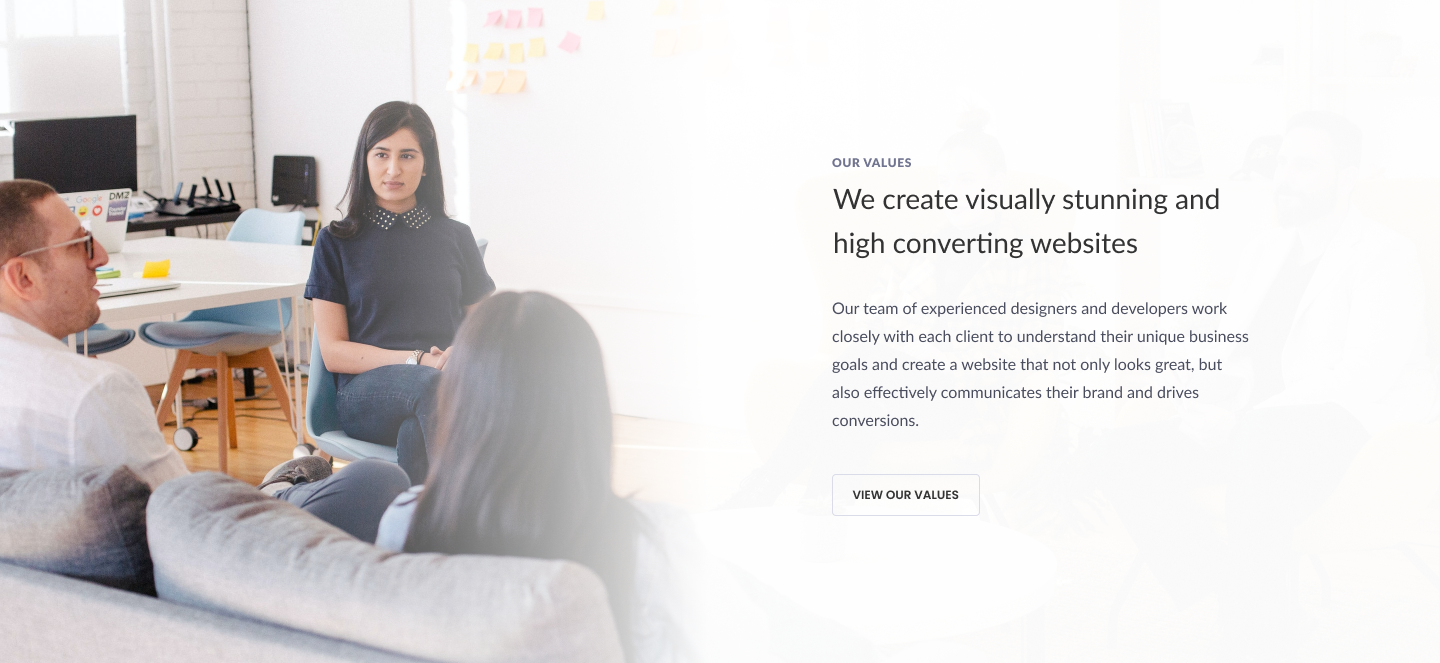 Google
DMZ
OUR VALUES
We create visually stunning and
high converting websites
Our team of experienced designers and developers work
closely with each client to understand their unique business
goals and create a website that not only looks great, but
also effectively communicates their brand and drives
conversions.
VIEW OUR VALUES